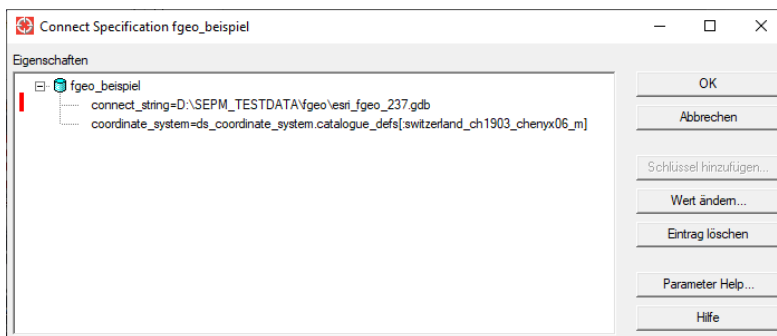 Connect Specification fgeo_beispiel
Eigenschaften
fgeo_beispiel
connect_string=D:\SEPM_TESTDATA\fgeo\esri_fgeo_237.gdb
coordinate_system=ds_coordinate_system.catalogue_defs[:switzerland_ch1903_chenyx06_m]
OK
Abbrechen
Schlüssel hinzufügen...
Wert ändern...
Eintrag löschen
Parameter Help...
Hilfe